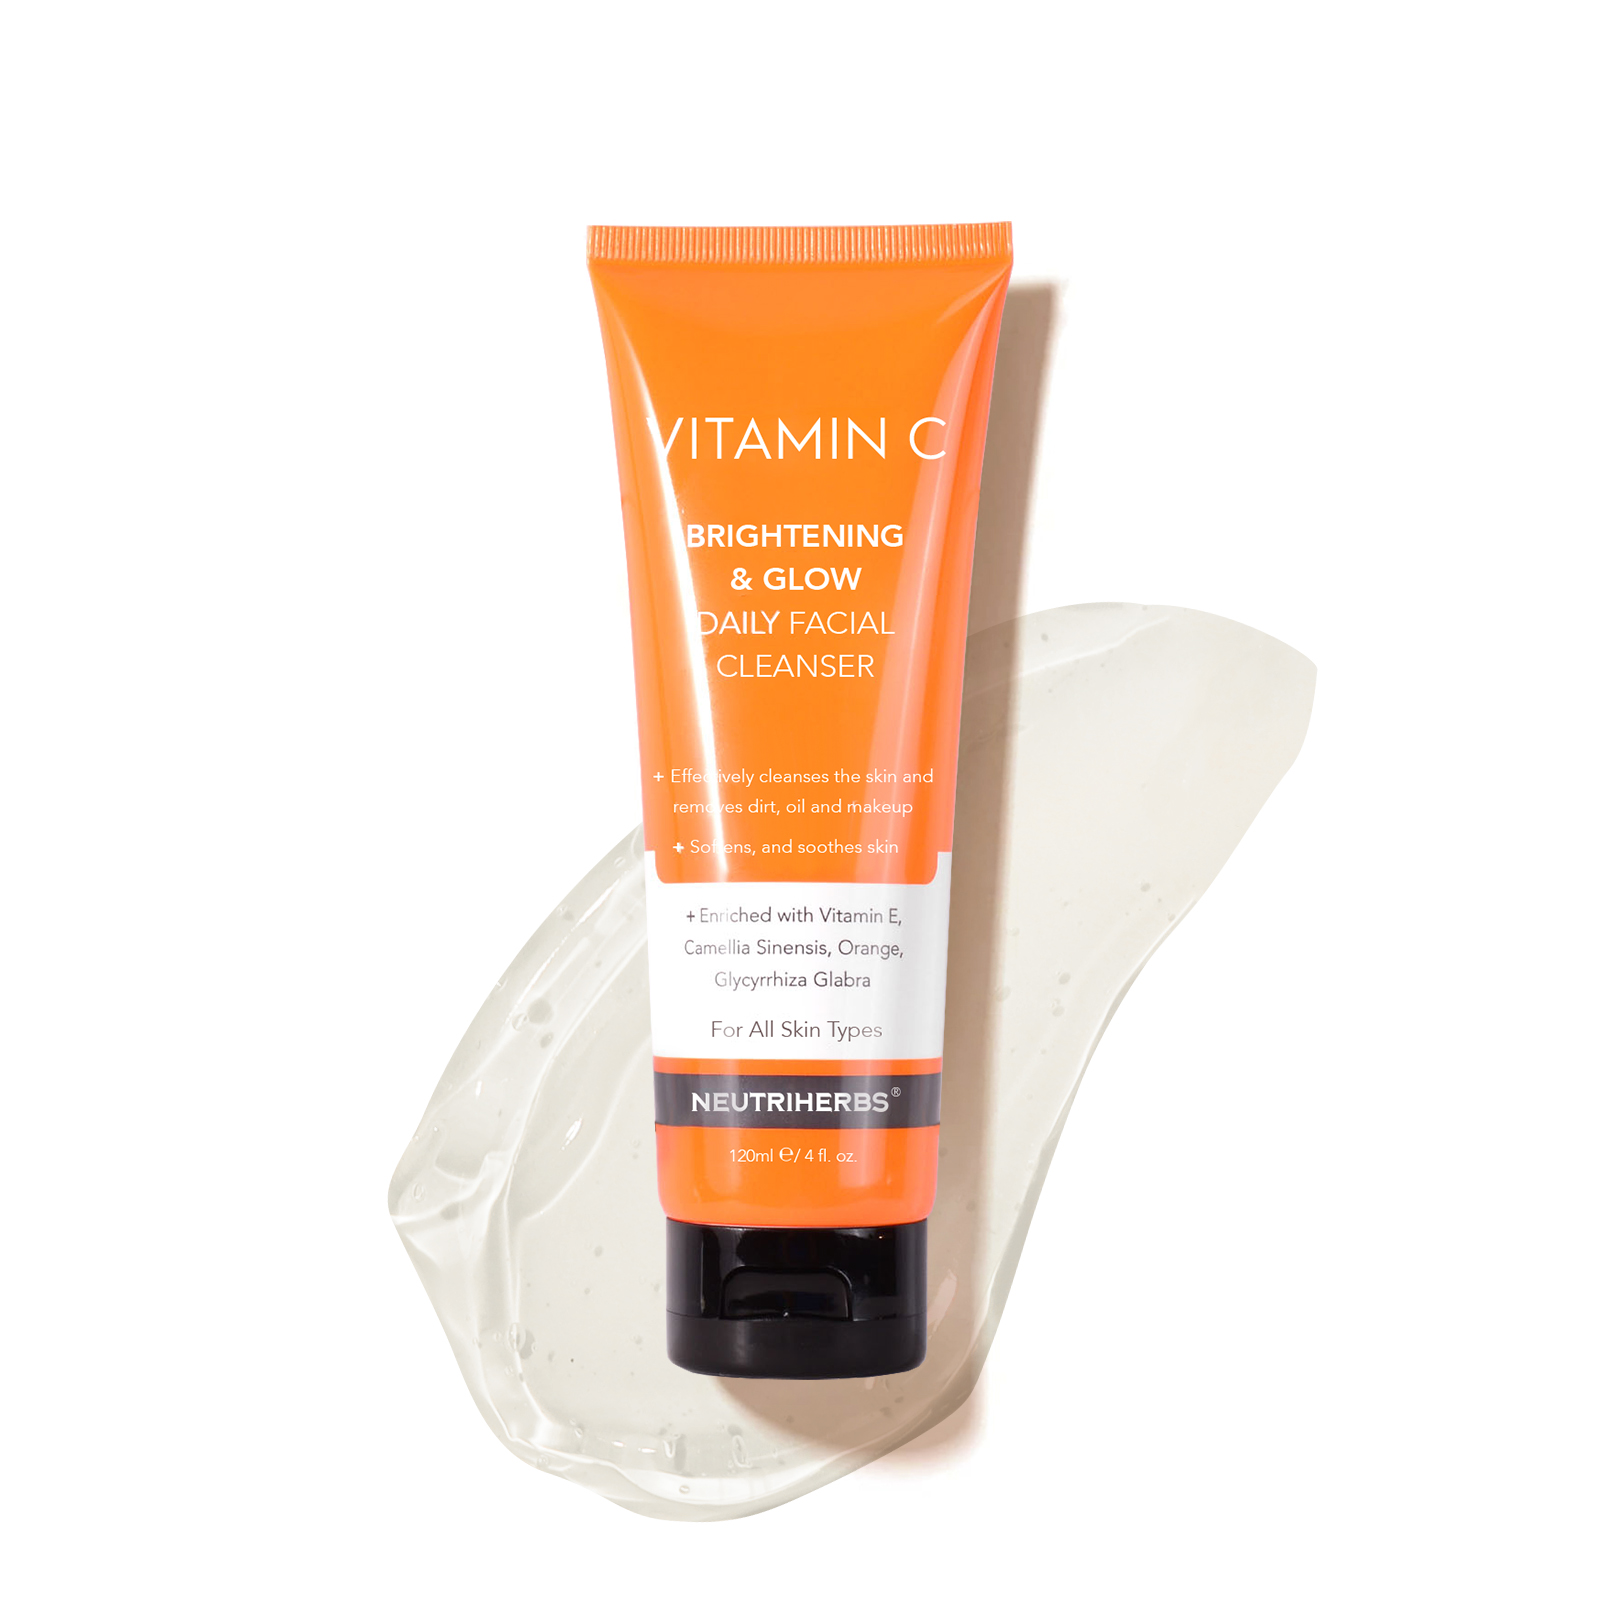 VITAMIN C
BRIGHTENING
& GLOW
DAILY FACIAL
CLEANSER
+ Effectively cleanses the skin and
removes dirt, oil and makeup
+ Softens, and soothes skin
+ Enriched with Vitamin E,
Camellia Sinensis, Orange,
Glycyrrhiza Glabra
For All Skin Types
NEUTRIHERBS®
120ml ℮/ 4 fl. oz.